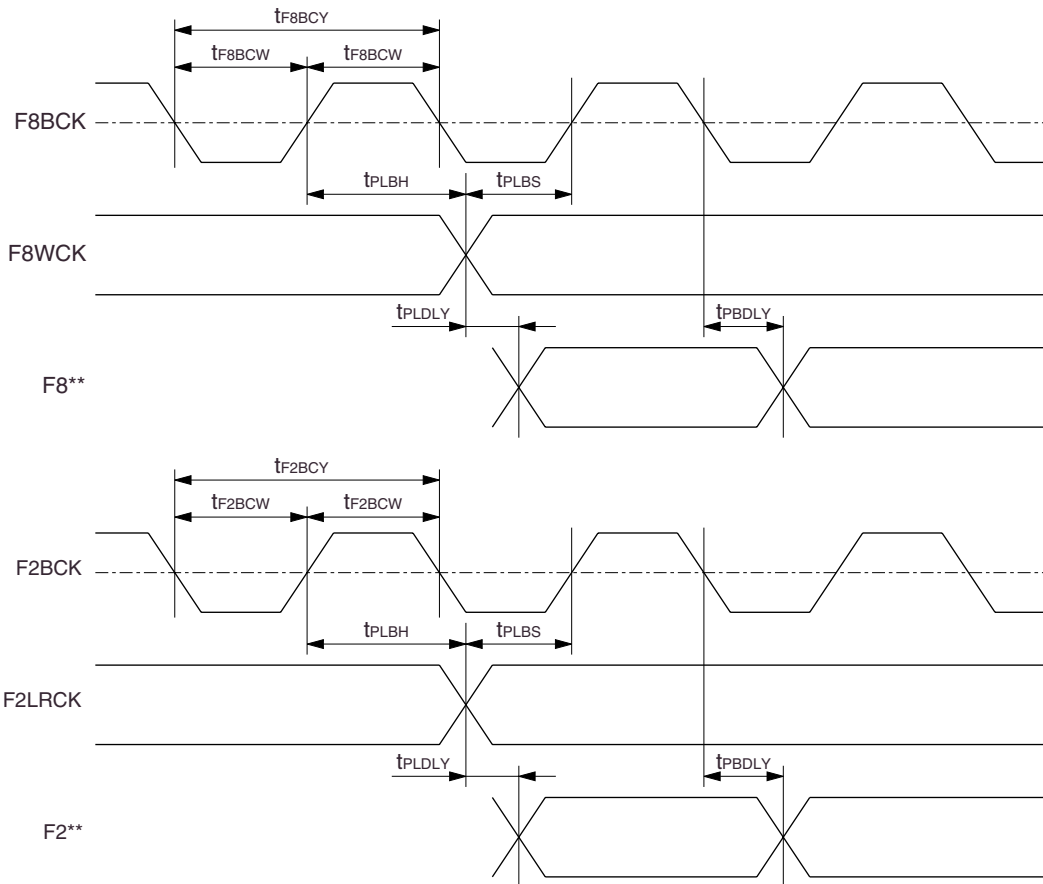 tF8BCY
tF8BCW tF8BCW
F8BCK
tPLBH tPLBS
F8WCK
tPLDLY tPBDLY
F8**
tF2BCY
tF2BCW tF2BCW
F2BCK
tPLBH tPLBS
F2LRCK
tPLDLY tPBDLY
F2**